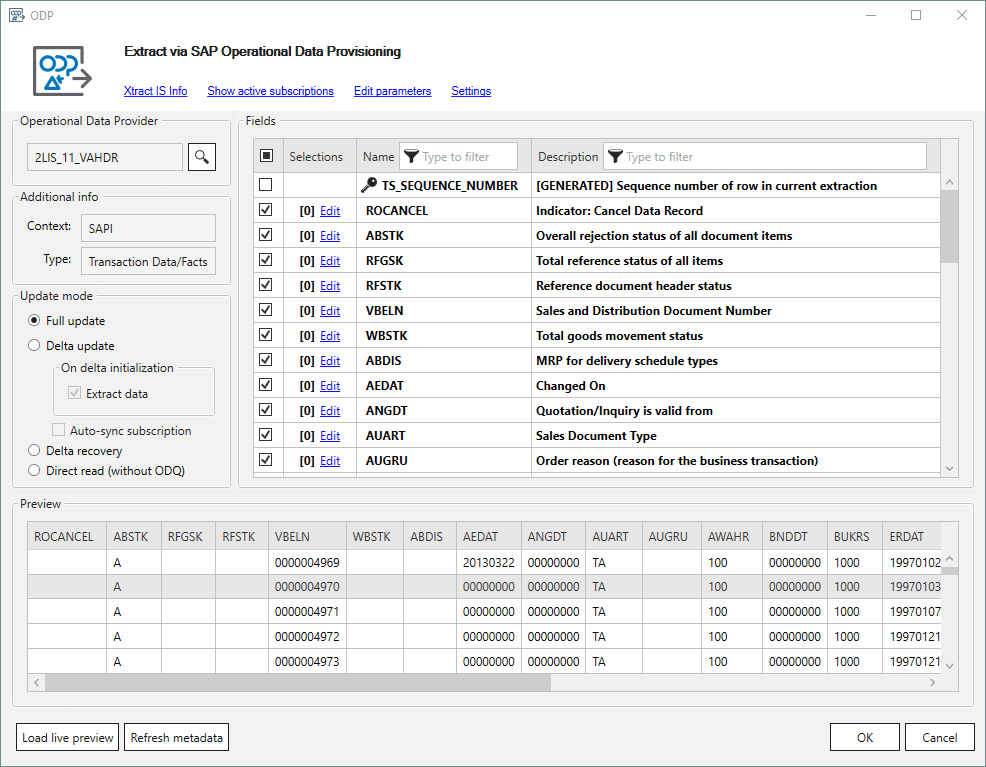 ODP
Extract via SAP Operational Data Provisioning
Xtract IS Info Show active subscriptions Edit parameters Settings
Operational Data Provider
2LIS_11_VAHDR
Additional info
Context: SAPI
Type: Transaction Data/Facts
Update mode
Full update
Delta update
On delta initialization
Extract data
Auto-sync subscription
Delta recovery
Direct read (without ODQ)
Fields
Selections Name Type to filter Description Type to filter
TS_SEQUENCE_NUMBER [GENERATED] Sequence number of row in current extraction
[0] Edit ROCANCEL Indicator: Cancel Data Record
[0] Edit ABSTK Overall rejection status of all document items
[0] Edit RFGSK Total reference status of all items
[0] Edit RFSTK Reference document header status
[0] Edit VBELN Sales and Distribution Document Number
[0] Edit WBSTK Total goods movement status
[0] Edit ABDIS MRP for delivery schedule types
[0] Edit AEDAT Changed On
[0] Edit ANGDT Quotation/Inquiry is valid from
[0] Edit AUART Sales Document Type
[0] Edit AUGRU Order reason (reason for the business transaction)
Preview
ROCANCEL ABSTK RFGSK RFSTK VBELN WBSTK ABDIS AEDAT ANGDT AUART AUGRU AWAHR BNDDT BUKRS ERDAT
A 0000004969 20130322 00000000 TA 100 00000000 1000 19970102
A 0000004970 00000000 00000000 TA 100 00000000 1000 19970103
A 0000004971 00000000 00000000 TA 100 00000000 1000 19970107
A 0000004972 00000000 00000000 TA 100 00000000 1000 19970121
A 0000004973 00000000 00000000 TA 100 00000000 1000 19970121
Load live preview Refresh metadata OK Cancel